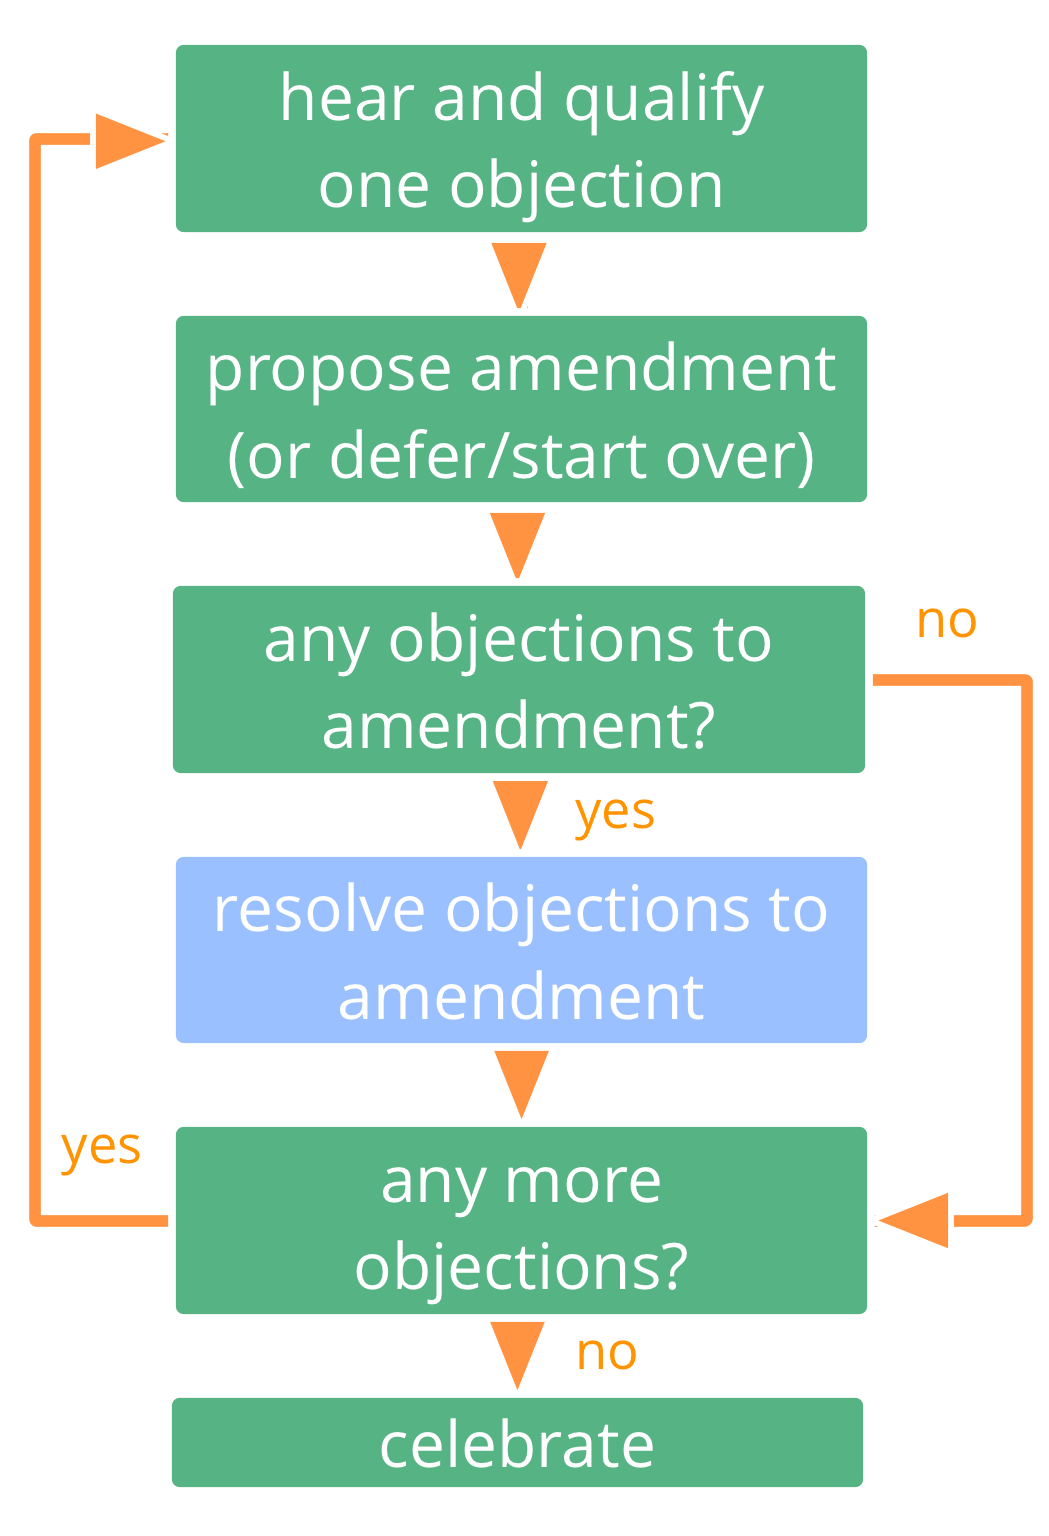 hear and qualify
one objection
propose amendment
(or defer/start over)
any objections to
amendment?
no
yes
resolve objections to
amendment
yes
any more
objections?
no
celebrate